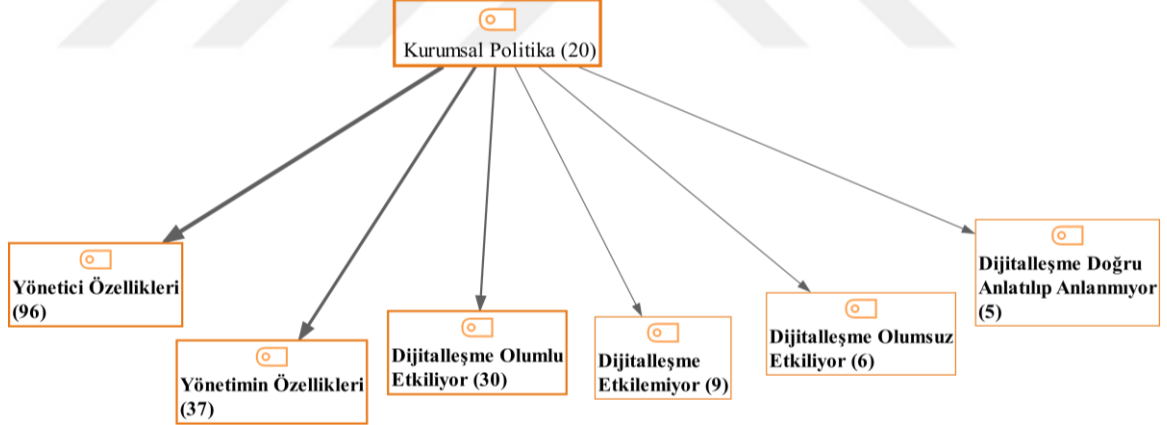 Kurumsal Politika (20)
Yönetici Özellikleri
(96)
Yönetimin Özellikleri
(37)
Dijitalleşme Olumlu
Etkiliyor (30)
Dijitalleşme
Etkilemiyor (9)
Dijitalleşme Olumsuz
Etkiliyor (6)
Dijitalleşme Doğru
Anlatılıp Anlanmıyor
(5)